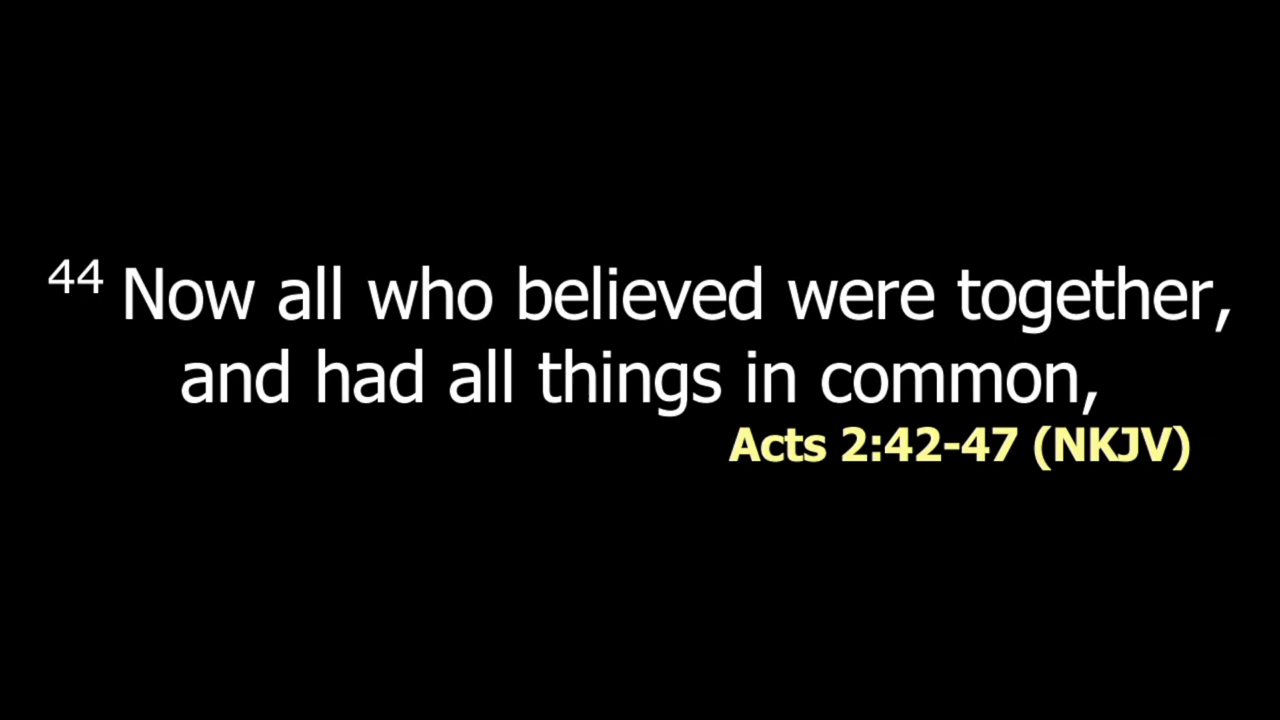 44 Now all who believed were together,
and had all things in common,
Acts 2:42-47 (NKJV)